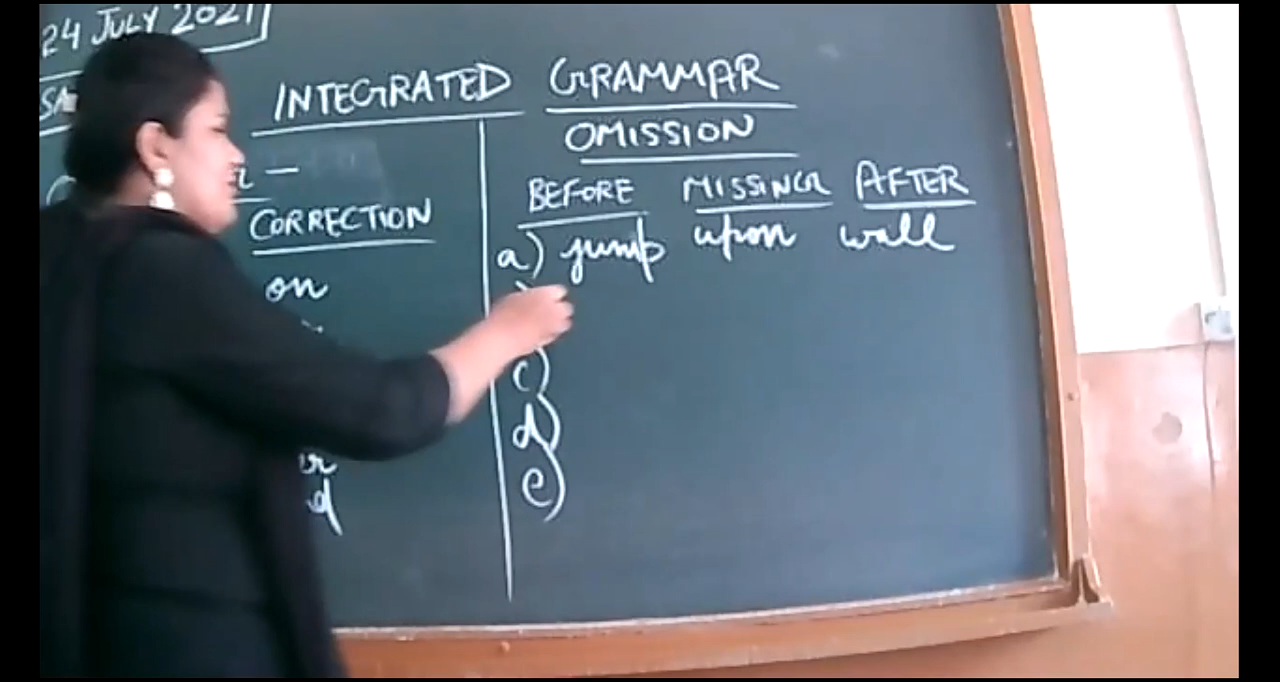 24 JULY 2021
INTEGRATED GRAMMAR
OMISSION
CORRECTION
on
BEFORE MISSING AFTER
a) jump upon wall
c)
d)
e)